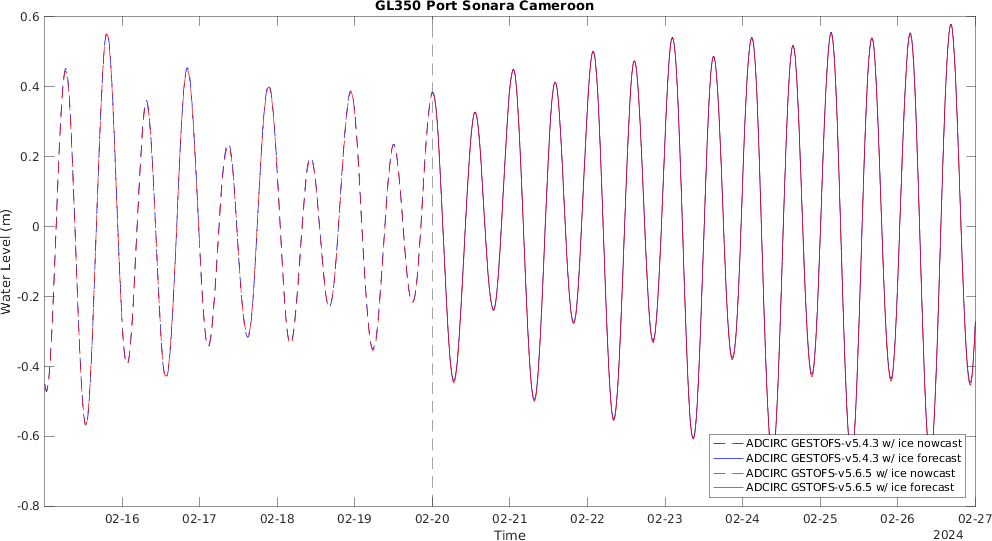 GL350 Port Sonara Cameroon
0.6
0.4
0.2
0
-0.2
-0.4
-0.6
-0.8
Water Level (m)
ADCIRC GESTOFS-v5.4.3 w/ ice nowcast
ADCIRC GESTOFS-v5.4.3 w/ ice forecast
ADCIRC GSTOFS-v5.6.5 w/ ice nowcast
ADCIRC GSTOFS-v5.6.5 w/ ice forecast
02-16 02-17 02-18 02-19 02-20 02-21 02-22 02-23 02-24 02-25 02-26 02-27
Time
2024